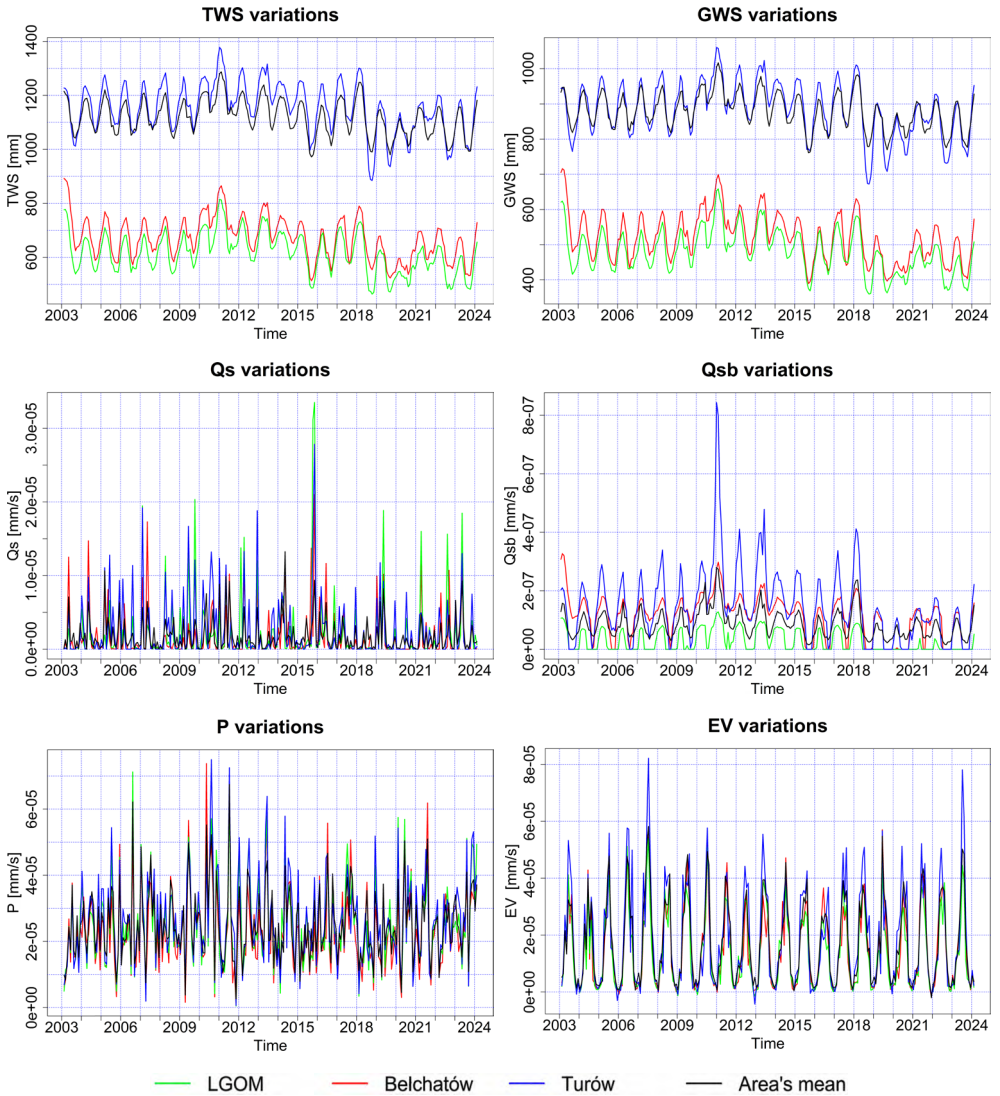 TWS variations
TWS [mm]
1400
1200
1000
800
600
2003 2006 2009 2012 2015 2018 2021 2024
Time
GWS variations
GWS [mm]
1000
800
600
400
2003 2006 2009 2012 2015 2018 2021 2024
Time
Qs variations
Qs [mm/s]
3.0e-05
2.0e-05
1.0e-05
0.0e+00
2003 2006 2009 2012 2015 2018 2021 2024
Time
Qsb variations
Qsb [mm/s]
8e-07
6e-07
4e-07
2e-07
0e+00
2003 2006 2009 2012 2015 2018 2021 2024
Time
P variations
P [mm/s]
6e-05
4e-05
2e-05
0e+00
2003 2006 2009 2012 2015 2018 2021 2024
Time
EV variations
EV [mm/s]
8e-05
6e-05
4e-05
2e-05
0e+00
2003 2006 2009 2012 2015 2018 2021 2024
Time
LGOM Belchatów Turów Area's mean